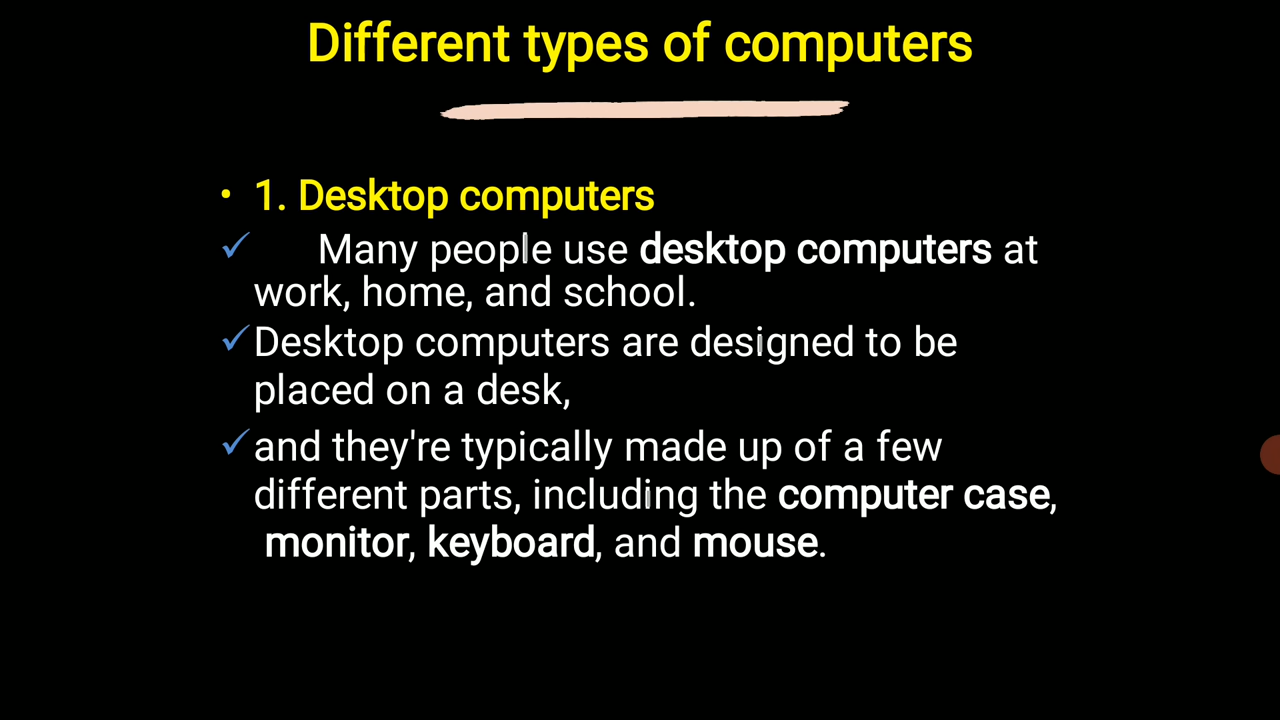 Different types of computers
• 1. Desktop computers
✓ Many people use desktop computers at
work, home, and school.
✓ Desktop computers are designed to be
placed on a desk,
✓ and they're typically made up of a few
different parts, including the computer case,
monitor, keyboard, and mouse.